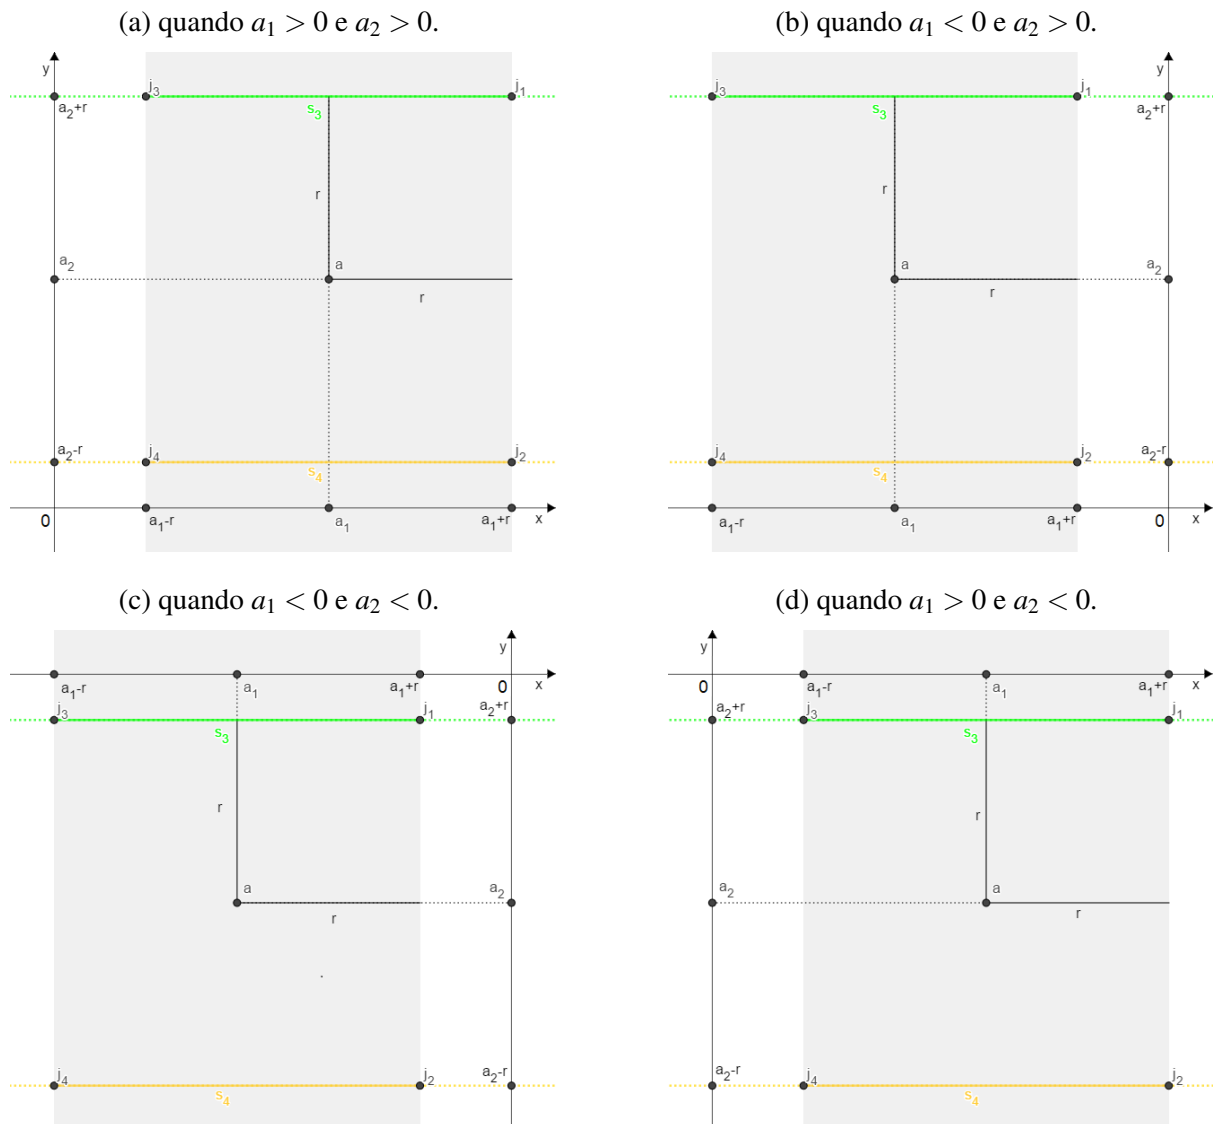 (a) quando a₁ > 0 e a₂ > 0.
y
j₃
j₁
a₂+r
s₃
r
a₂
a
r
a₂-r
j₄
j₂
s₄
0
a₁-r
a₁
a₁+r
x
(b) quando a₁ < 0 e a₂ > 0.
y
j₃
j₁
a₂+r
s₃
r
a
a₂
r
j₄
j₂
a₂-r
s₄
a₁-r
a₁
a₁+r
0
x
(c) quando a₁ < 0 e a₂ < 0.
y
a₁-r
a₁
a₁+r
0
x
j₃
j₁
a₂+r
s₃
r
a
a₂
r
j₄
j₂
a₂-r
s₄
(d) quando a₁ > 0 e a₂ < 0.
y
0
a₁-r
a₁
a₁+r
x
a₂+r
j₃
j₁
s₃
r
a₂
a
r
a₂-r
j₄
j₂
s₄